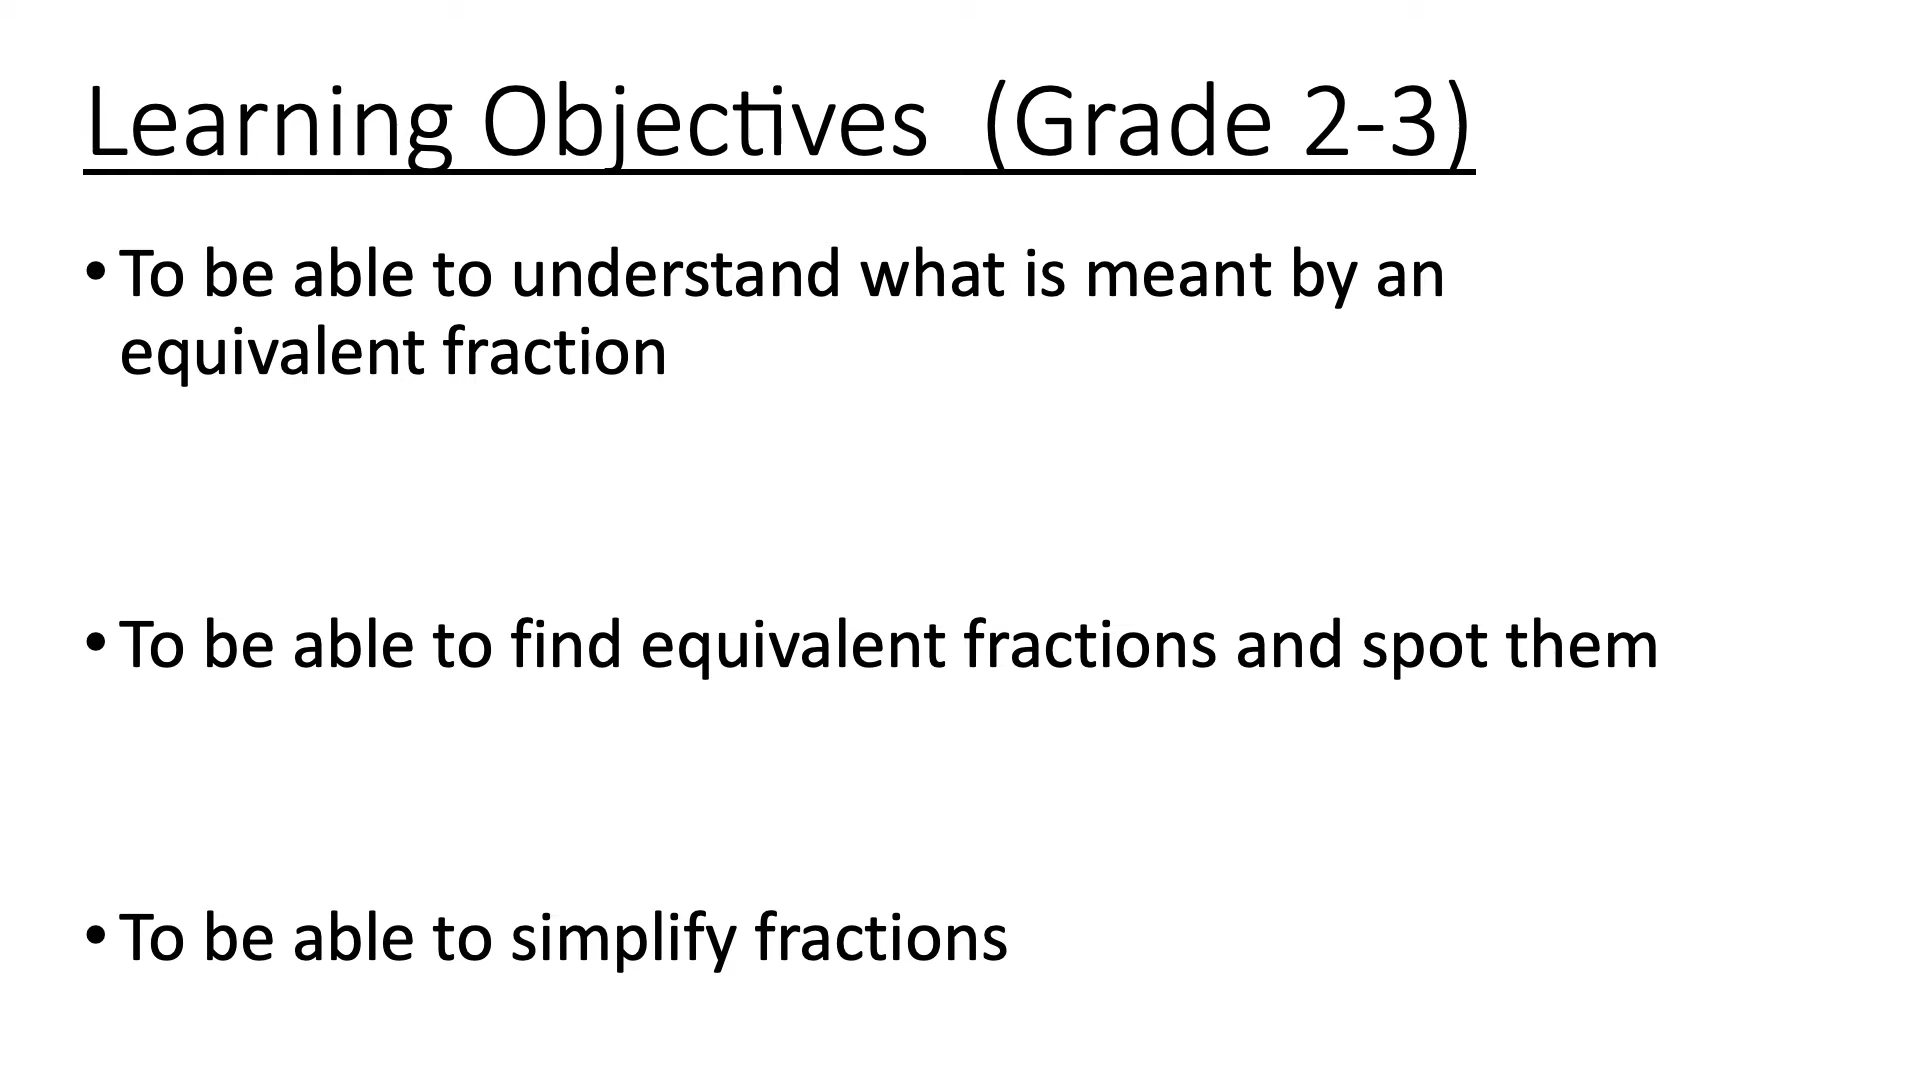 Learning Objectives  (Grade 2-3)
• To be able to understand what is meant by an
equivalent fraction
• To be able to find equivalent fractions and spot them
• To be able to simplify fractions